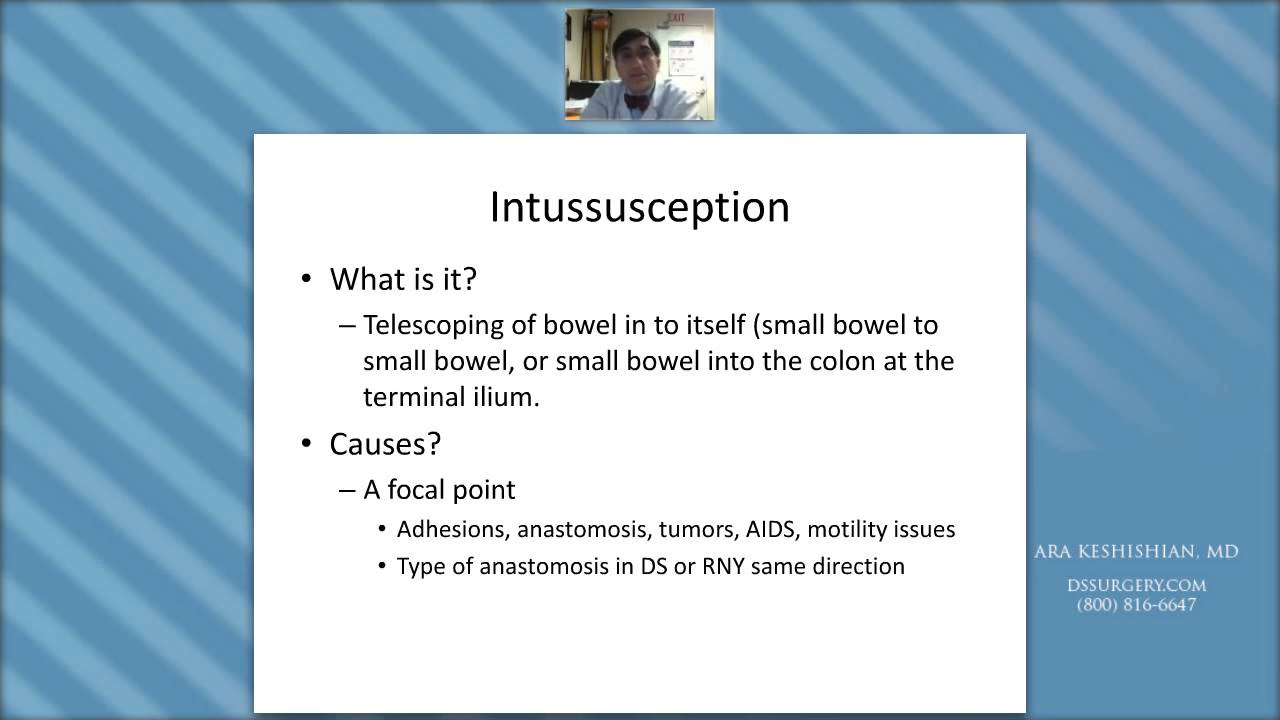 EXIT
Intussusception
• What is it?
– Telescoping of bowel in to itself (small bowel to
small bowel, or small bowel into the colon at the
terminal ilium.
• Causes?
– A focal point
• Adhesions, anastomosis, tumors, AIDS, motility issues
• Type of anastomosis in DS or RNY same direction
ARA KESHISHIAN, MD
DSSURGERY.COM
(800) 816-6647